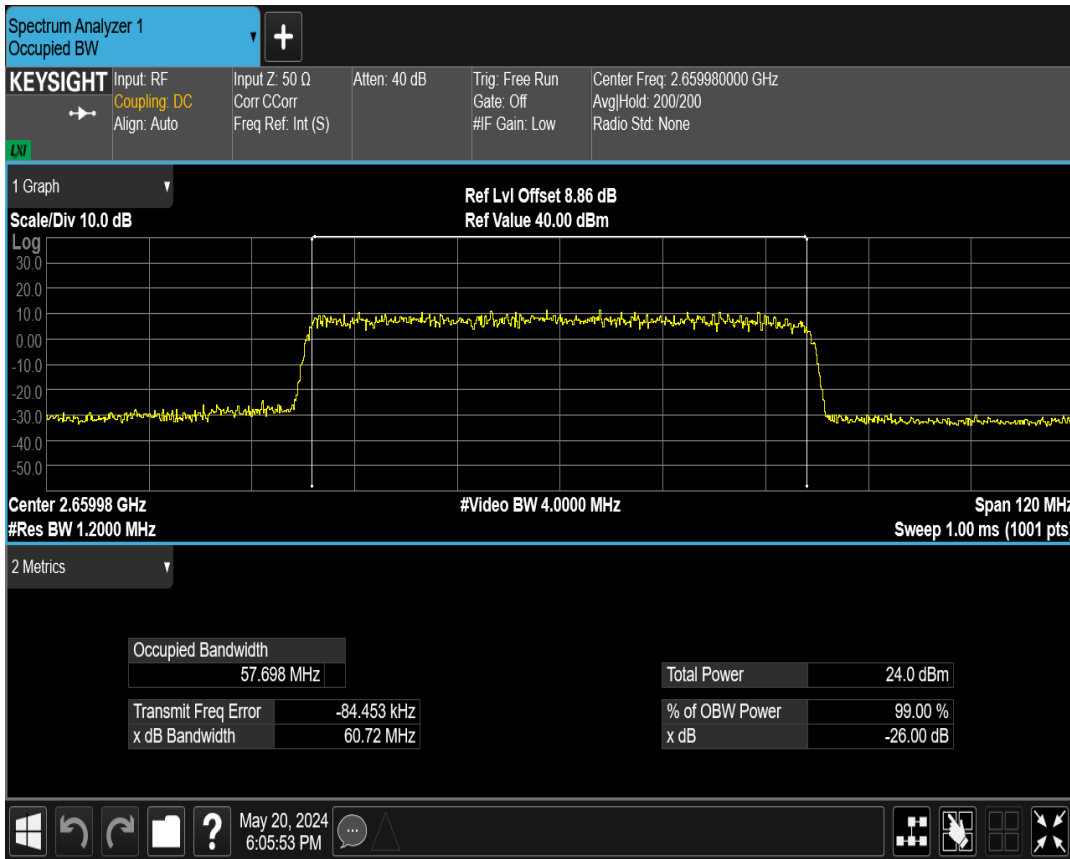 Spectrum Analyzer 1
Occupied BW
KEYSIGHT
LXI
Input: RF
Coupling: DC
Align: Auto
Input Z: 50 Ω
Corr CCorr
Freq Ref: Int (S)
Atten: 40 dB
Trig: Free Run
Gate: Off
#IF Gain: Low
Center Freq: 2.659980000 GHz
Avg|Hold: 200/200
Radio Std: None
1 Graph
Ref Lvl Offset 8.86 dB
Scale/Div 10.0 dB
Ref Value 40.00 dBm
Log
30.0
20.0
10.0
0.00
-10.0
-20.0
-30.0
-40.0
-50.0
Center 2.65998 GHz
#Video BW 4.0000 MHz
Span 120 MHz
#Res BW 1.2000 MHz
Sweep 1.00 ms (1001 pts)
2 Metrics
Occupied Bandwidth
57.698 MHz
Total Power 24.0 dBm
Transmit Freq Error -84.453 kHz
% of OBW Power 99.00 %
x dB Bandwidth 60.72 MHz
x dB -26.00 dB
May 20, 2024
6:05:53 PM